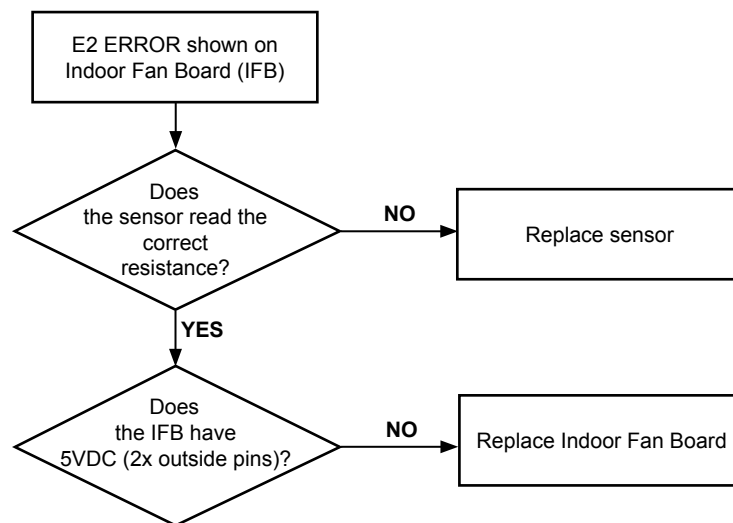 E2 ERROR shown on
Indoor Fan Board (IFB)
Does
the sensor read the
correct
resistance?
NO
Replace sensor
YES
Does
the IFB have
5VDC (2x outside pins)?
NO
Replace Indoor Fan Board